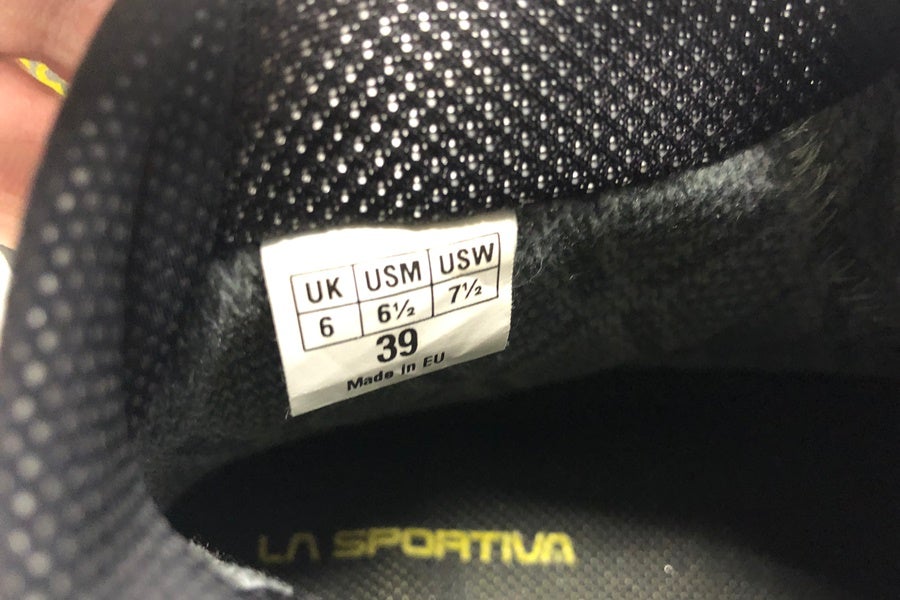 UK USM USW
6 6½ 7½
39
Made in EU
LA SPORTIVA